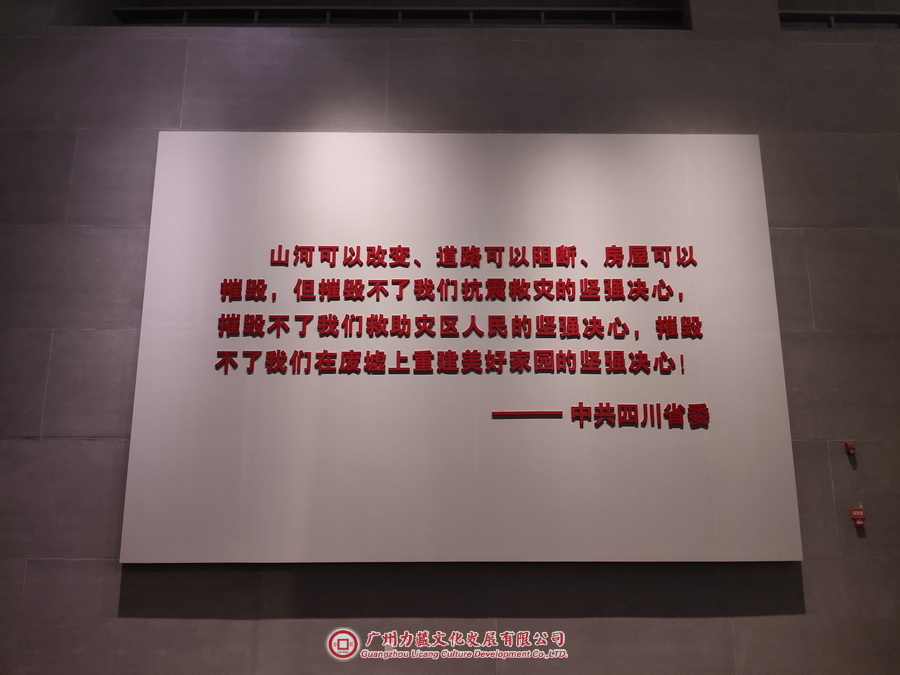 山河可以改变、道路可以阻断、房屋可以
摧毁，但摧毁不了我们抗震救灾的坚强决心，
摧毁不了我们救助灾区人民的坚强决心，摧毁
不了我们在废墟上重建美好家园的坚强决心！
——中共四川省委
广州力藏文化发展有限公司
Guangzhou Licang Culture Development Co.,LTD.